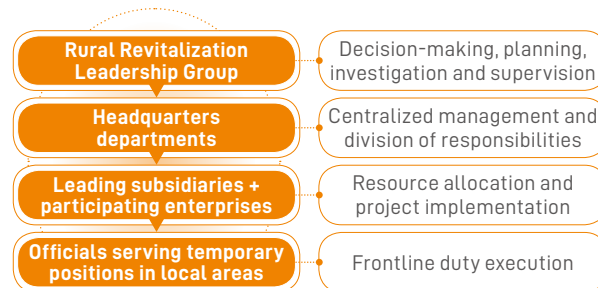 Rural Revitalization
Leadership Group
Decision-making, planning,
investigation and supervision
Headquarters
departments
Centralized management and
division of responsibilities
Leading subsidiaries +
participating enterprises
Resource allocation and
project implementation
Officials serving temporary
positions in local areas
Frontline duty execution